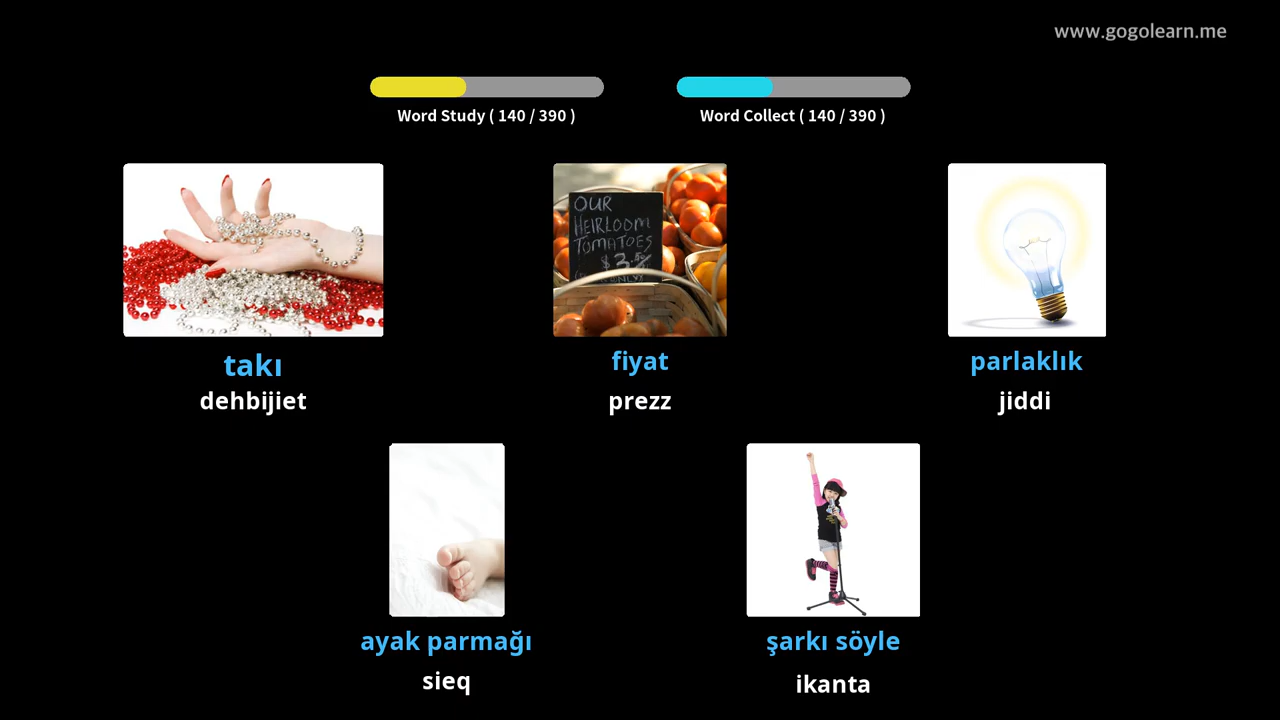 www.gogolearn.me
Word Study ( 140 / 390 )
Word Collect ( 140 / 390 )
OUR
HEIRLOOM
TOMATOES
takı
dehbijiet
fiyat
prezz
parlaklık
jiddi
ayak parmağı
sieq
şarkı söyle
ikanta